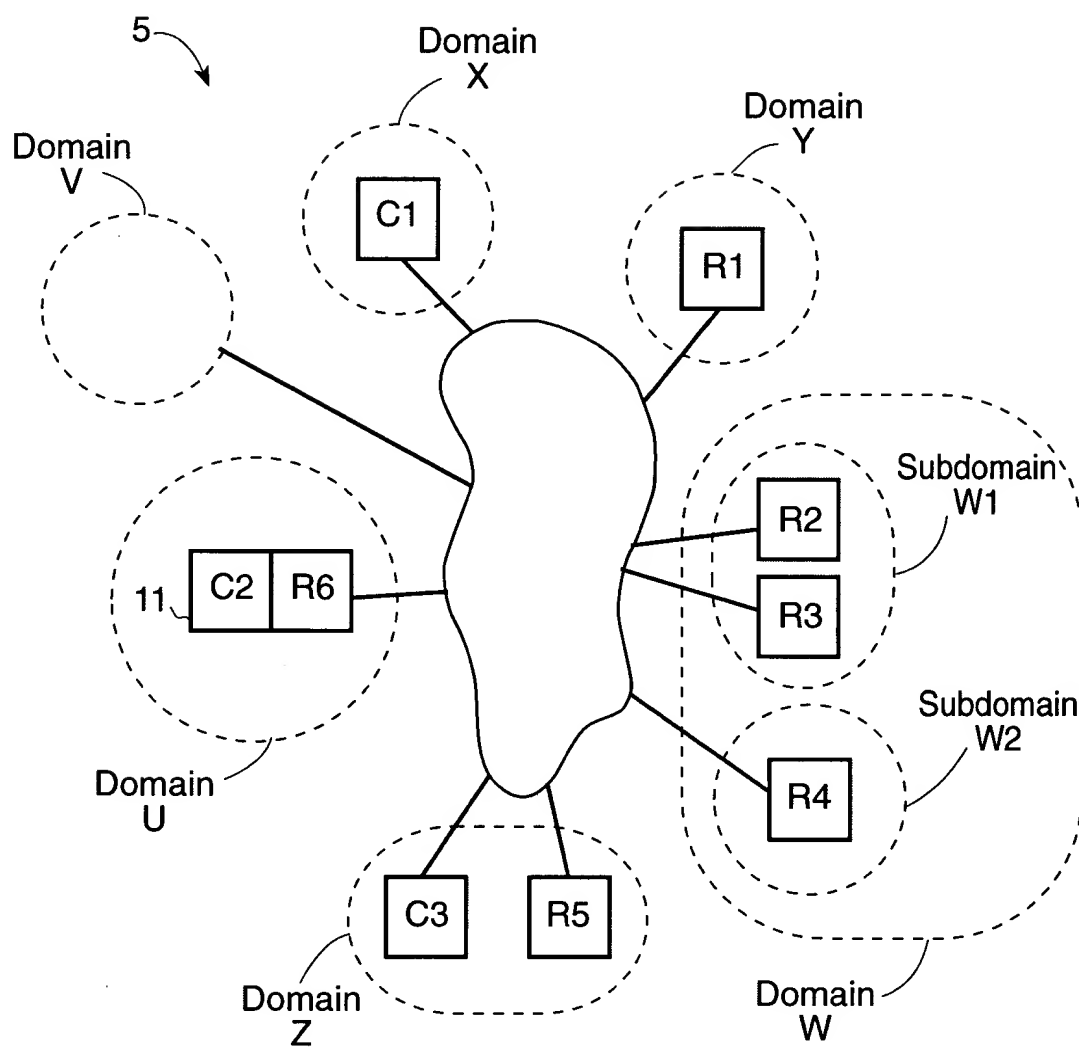 5
Domain
X
Domain
Y
Domain
V
C1
R1
Subdomain
W1
R2
C2
R6
11
R3
Subdomain
W2
R4
Domain
U
C3
R5
Domain
Z
Domain
W